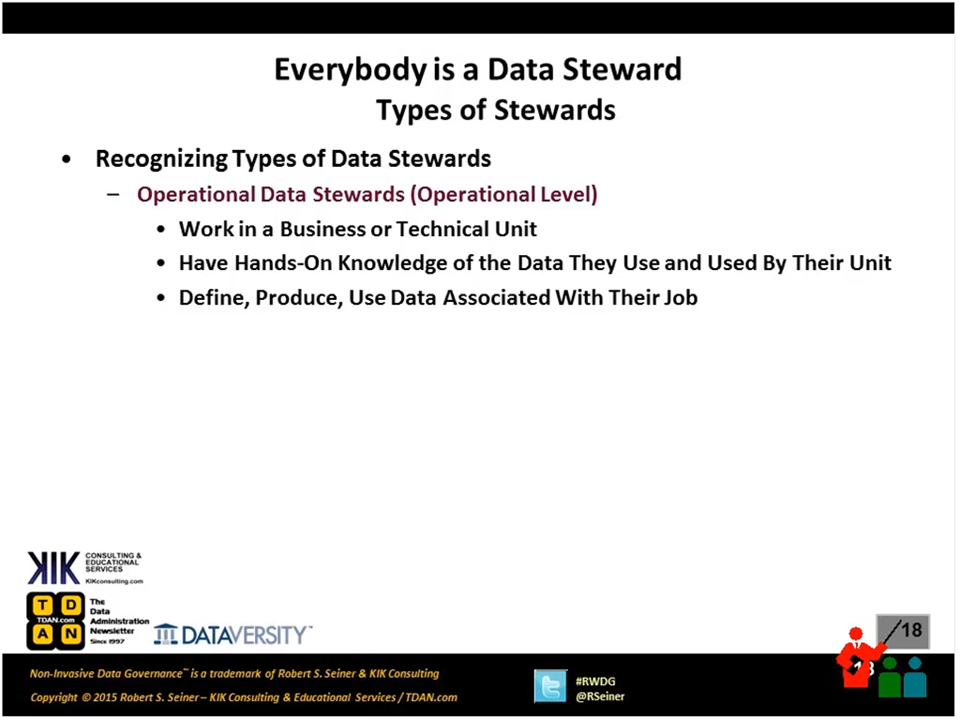 Everybody is a Data Steward
Types of Stewards
• Recognizing Types of Data Stewards
– Operational Data Stewards (Operational Level)
• Work in a Business or Technical Unit
• Have Hands-On Knowledge of the Data They Use and Used By Their Unit
• Define, Produce, Use Data Associated With Their Job
KIK
CONSULTING &
EDUCATIONAL
SERVICES
KIKconsulting.com
T D
TDAN.com
A N
The
Data
Administration
Newsletter
Since 1997
DATAVERSITY™
18
Non-Invasive Data Governance™ is a trademark of Robert S. Seiner & KIK Consulting
Copyright © 2015 Robert S. Seiner – KIK Consulting & Educational Services / TDAN.com
#RWDG
@RSeiner